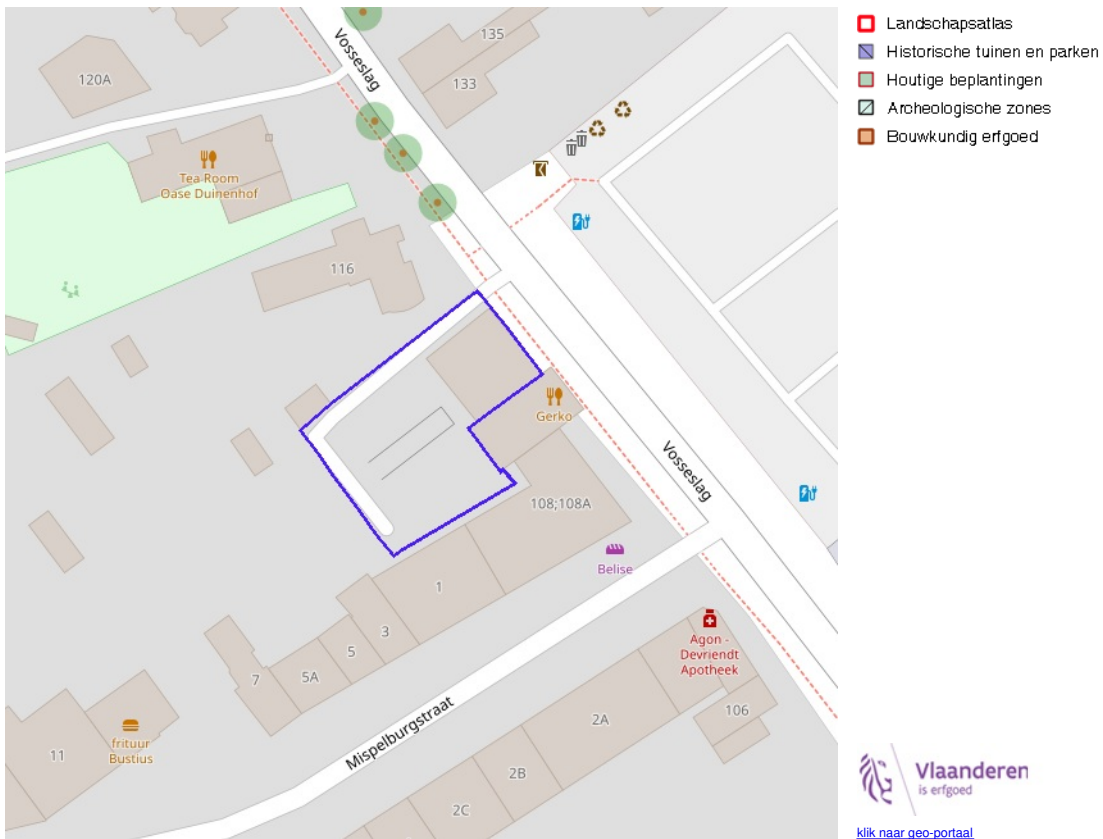 Landschapsatlas
Historische tuinen en parken
Houtige beplantingen
Archeologische zones
Bouwkundig erfgoed
Vosseslag
135
133
120A
Tea Room
Oase Duinenhof
116
Gerko
Vosseslag
108;108A
Belise
1
3
5
5A
7
Agon -
Devriendt
Apotheek
106
2A
Mispelburgstraat
frituur
Bustius
11
2B
2C
Vlaanderen
is erfgoed
klik naar geo-portaal